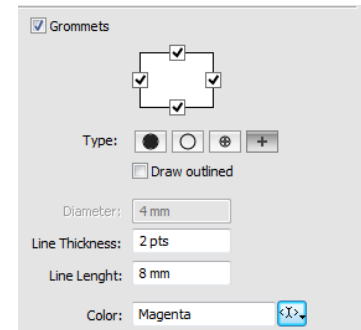 Grommets
Type:
Draw outlined
Diameter: 4 mm
Line Thickness: 2 pts
Line Lenght: 8 mm
Color: Magenta